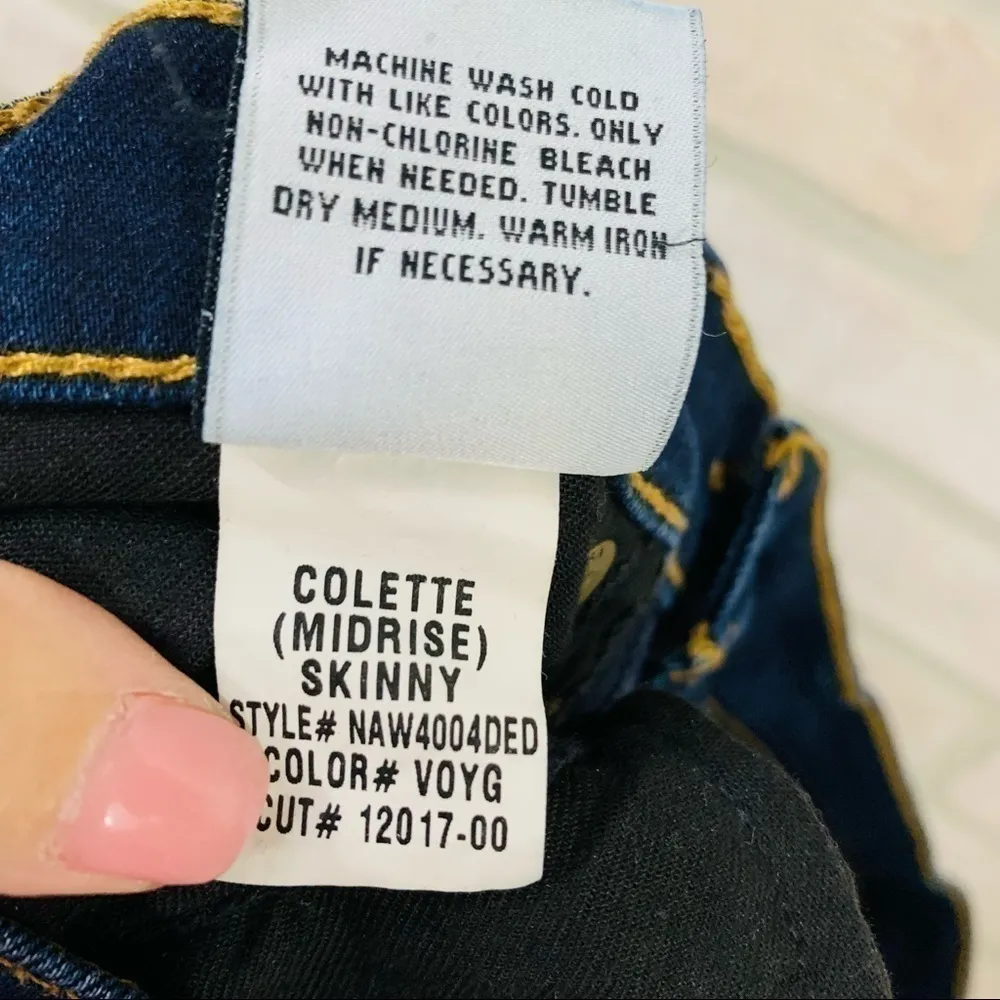 MACHINE WASH COLD
WITH LIKE COLORS. ONLY
NON-CHLORINE BLEACH
WHEN NEEDED. TUMBLE
DRY MEDIUM. WARM IRON
IF NECESSARY.
COLETTE
(MIDRISE)
SKINNY
STYLE# NAW4004DED
COLOR# VOYG
CUT# 12017-00